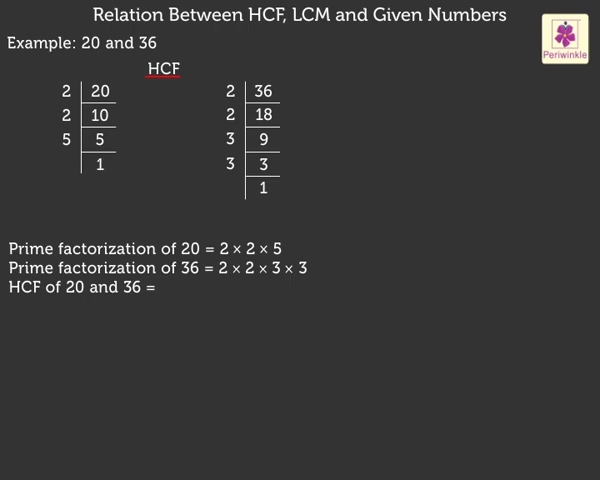 Relation Between HCF, LCM and Given Numbers
Periwinkle
Example: 20 and 36
HCF
2 20 2 36
2 10 2 18
5 5 3 9
1 3 3
1
Prime factorization of 20 = 2 × 2 × 5
Prime factorization of 36 = 2 × 2 × 3 × 3
HCF of 20 and 36 =